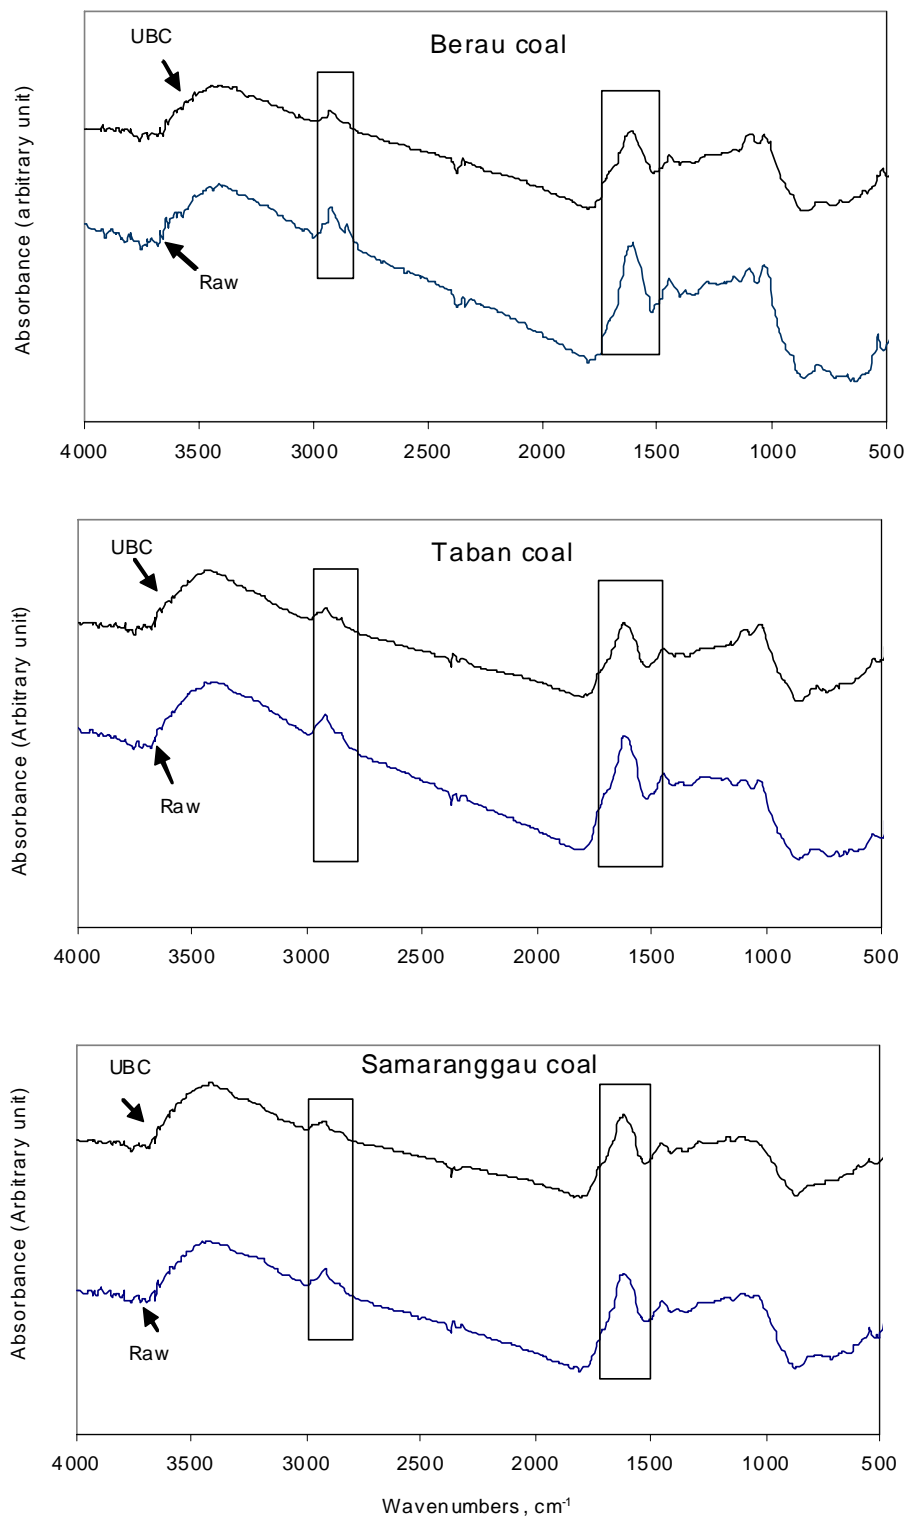 UBC
Berau coal
Absorbance (arbitrary unit)
Raw
4000 3500 3000 2500 2000 1500 1000 500
UBC
Taban coal
Absorbance (Arbitrary unit)
Raw
4000 3500 3000 2500 2000 1500 1000 500
UBC
Samaranggau coal
Absorbance (Arbitrary unit)
Raw
4000 3500 3000 2500 2000 1500 1000 500
Wavenumbers, cm⁻¹